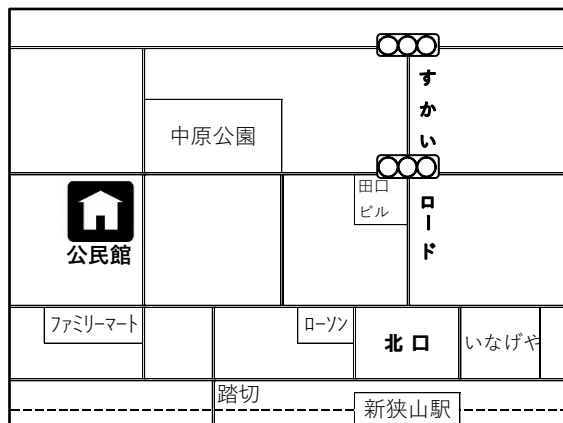 すかいロード
中原公園
田口
ビル
公民館
ファミリーマート
ローソン
北口
いなげや
踏切
新狭山駅